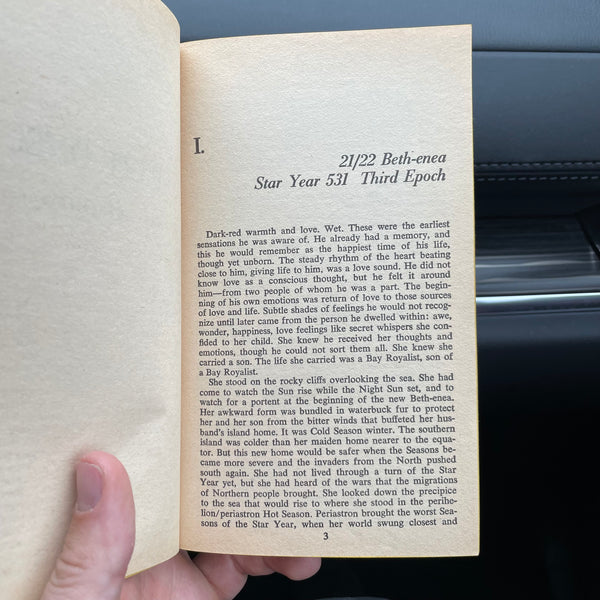 I.
21/22 Beth-enea
Star Year 531 Third Epoch
Dark-red warmth and love. Wet. These were the earliest
sensations he was aware of. He already had a memory, and
this he would remember as the happiest time of his life,
though yet unborn. The steady rhythm of the heart beating
close to him, giving life to him, was a love sound. He did not
know love as a conscious thought, but he felt it around
him—from two people of whom he was a part. The begin-
ning of his own emotions was return of love to those sources
of love and life. Subtle shades of feelings he would not recog-
nize until later came from the person he dwelled within: awe,
wonder, happiness, love feelings like secret whispers she con-
fided to her child. She knew he received her thoughts and
emotions, though he could not sort them all. She knew she
carried a son. The life she carried was a Bay Royalist, son of
a Bay Royalist.
She stood on the rocky cliffs overlooking the sea. She had
come to watch the Sun rise while the Night Sun set, and to
watch for a portent at the beginning of the new Beth-enea.
Her awkward form was bundled in waterbuck fur to protect
her and her son from the bitter winds that buffeted her hus-
band's island home. It was Cold Season winter. The southern
island was colder than her maiden home nearer to the equa-
tor. But this new home would be safer when the Seasons be-
came more severe and the invaders from the North pushed
south again. She had not lived through a turn of the Star
Year yet, but she had heard of the wars that the migrations
of Northern people brought. She looked down the precipice
to the sea that would rise to where she stood in the perihe-
lion/periastron Hot Season. Periastron brought the worst Sea-
sons of the Star Year, when her world swung closest and
3